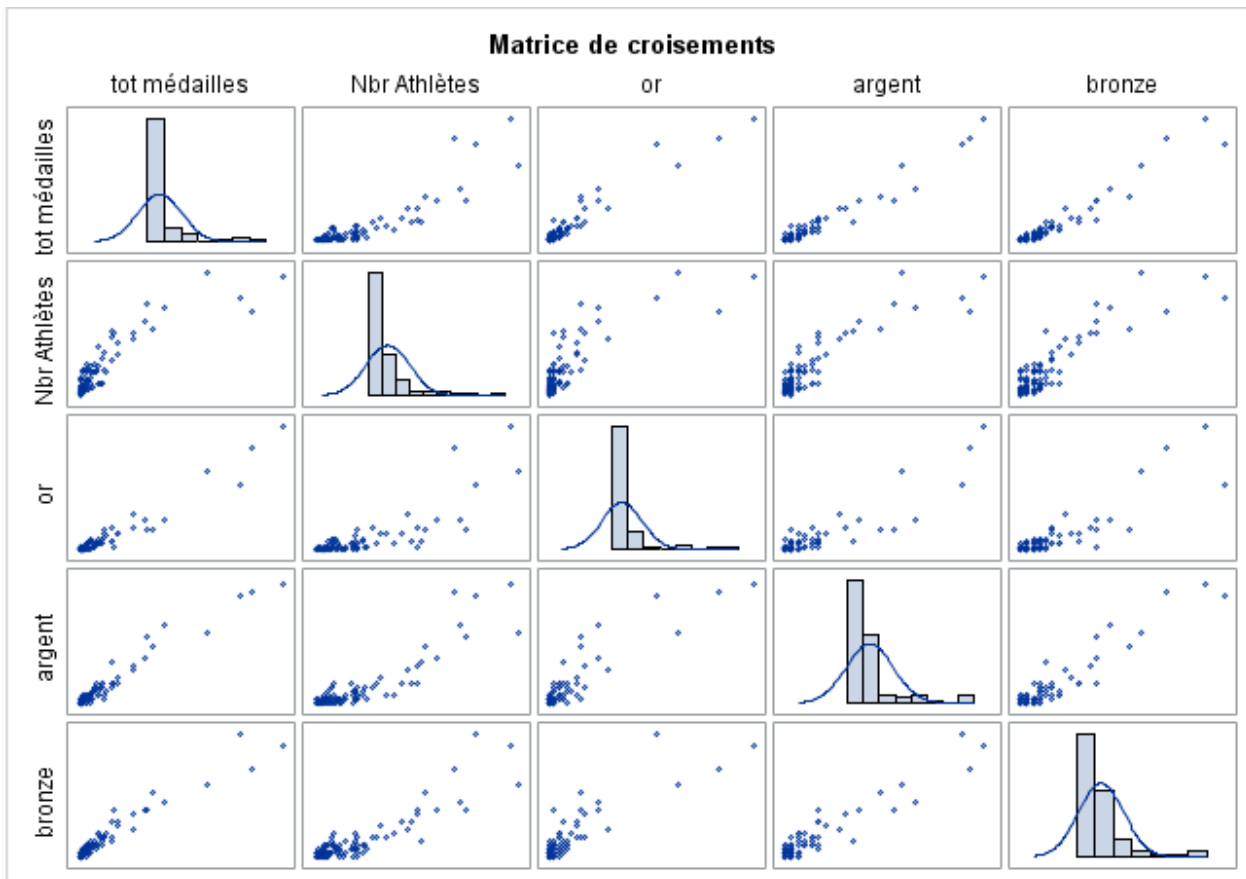 Matrice de croisements
tot médailles Nbr Athlètes or argent bronze
tot médailles
Nbr Athlètes
or
argent
bronze